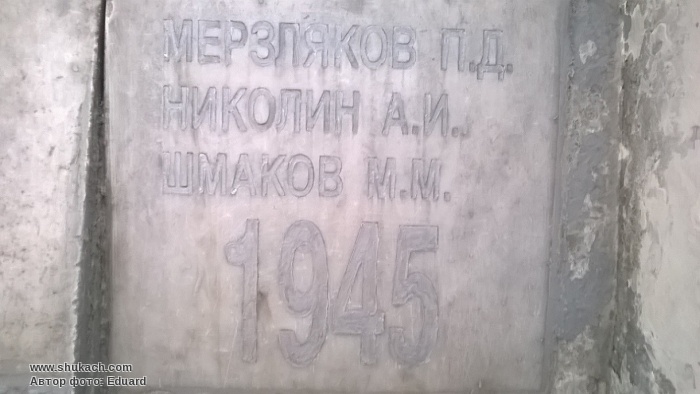 МЕРЗЛЯКОВ П.Д.
НИКОЛИН А.И.
ШМАКОВ М.М.
1945
www.shukach.com
Автор фото: Eduard